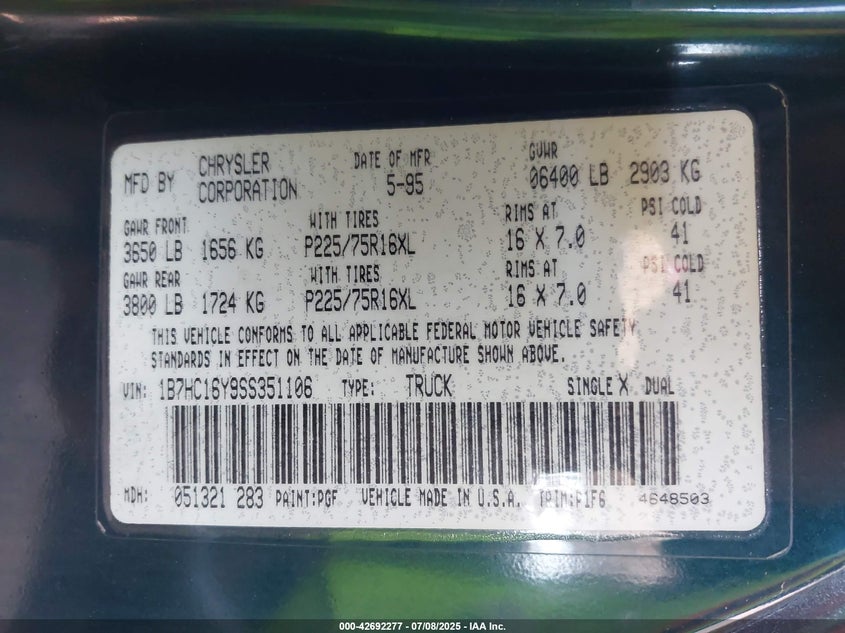 MFD BY CHRYSLER CORPORATION DATE OF MFR 5-95 GVWR 06400 LB 2903 KG
GAWR FRONT WITH TIRES RIMS AT PSI COLD
3650 LB 1656 KG P225/75R16XL 16 X 7.0 41
GAWR REAR WITH TIRES RIMS AT PSI COLD
3800 LB 1724 KG P225/75R16XL 16 X 7.0 41
THIS VEHICLE CONFORMS TO ALL APPLICABLE FEDERAL MOTOR VEHICLE SAFETY
STANDARDS IN EFFECT ON THE DATE OF MANUFACTURE SHOWN ABOVE.
VIN: 1B7HC16Y9SS351106 TYPE: TRUCK SINGLE X DUAL
MDH: 051321 283 PAINT:PGF VEHICLE MADE IN U.S.A. TRIM:P1F6 4648503
000-42692277 - 07/08/2025 - IAA Inc.